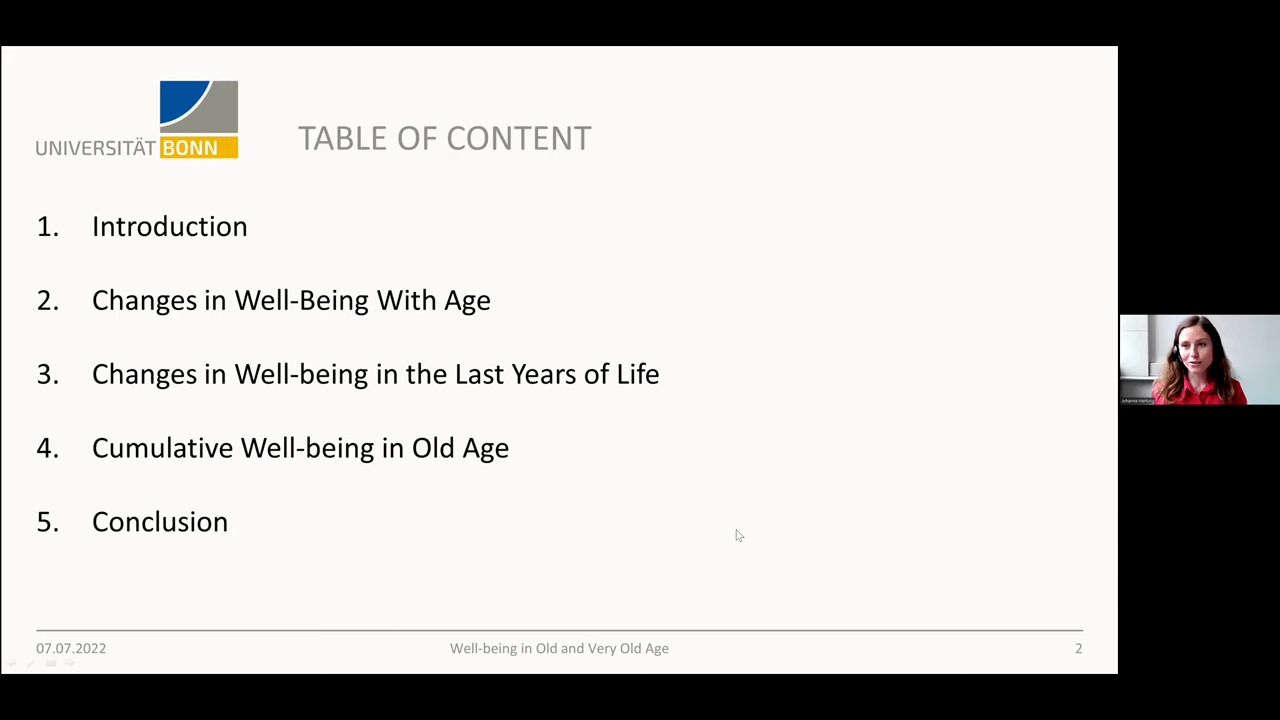 UNIVERSITÄT BONN
TABLE OF CONTENT
1. Introduction
2. Changes in Well-Being With Age
3. Changes in Well-being in the Last Years of Life
4. Cumulative Well-being in Old Age
5. Conclusion
07.07.2022 Well-being in Old and Very Old Age 2
Johanna Hartung